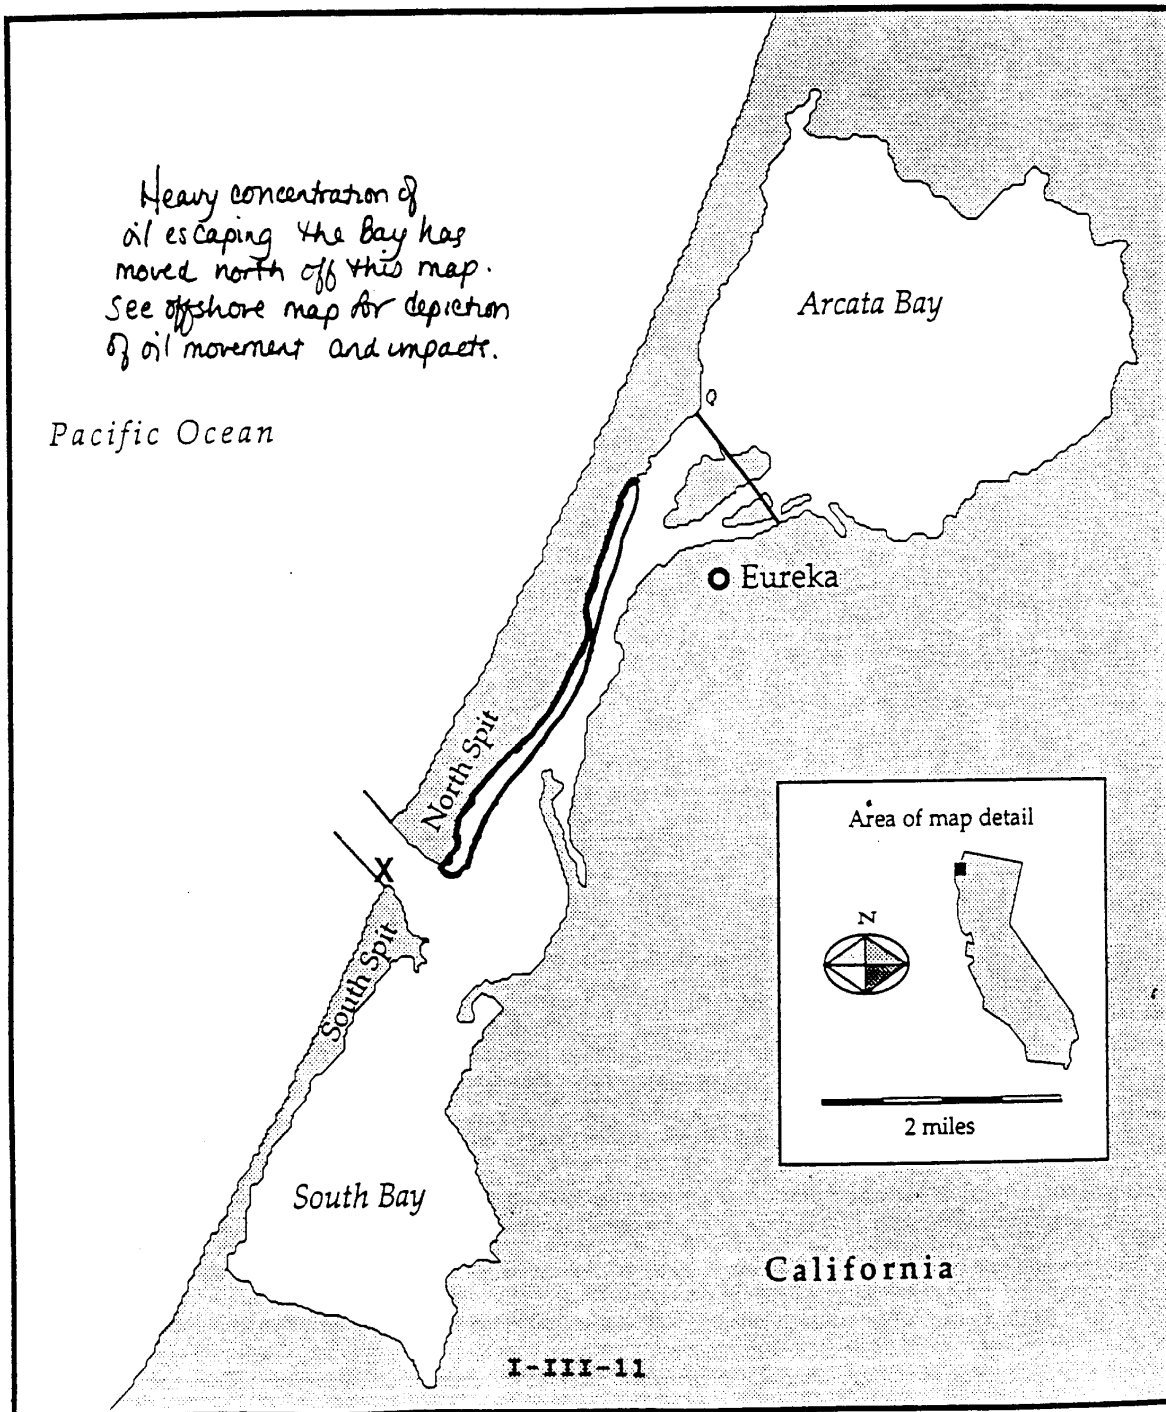 Heavy concentration of
oil escaping the Bay has
moved north off this map.
See offshore map for depiction
of oil movement and impacts.
Pacific Ocean
Arcata Bay
Eureka
North Spit
X
South Spit
Area of map detail
N
2 miles
South Bay
California
I-III-11